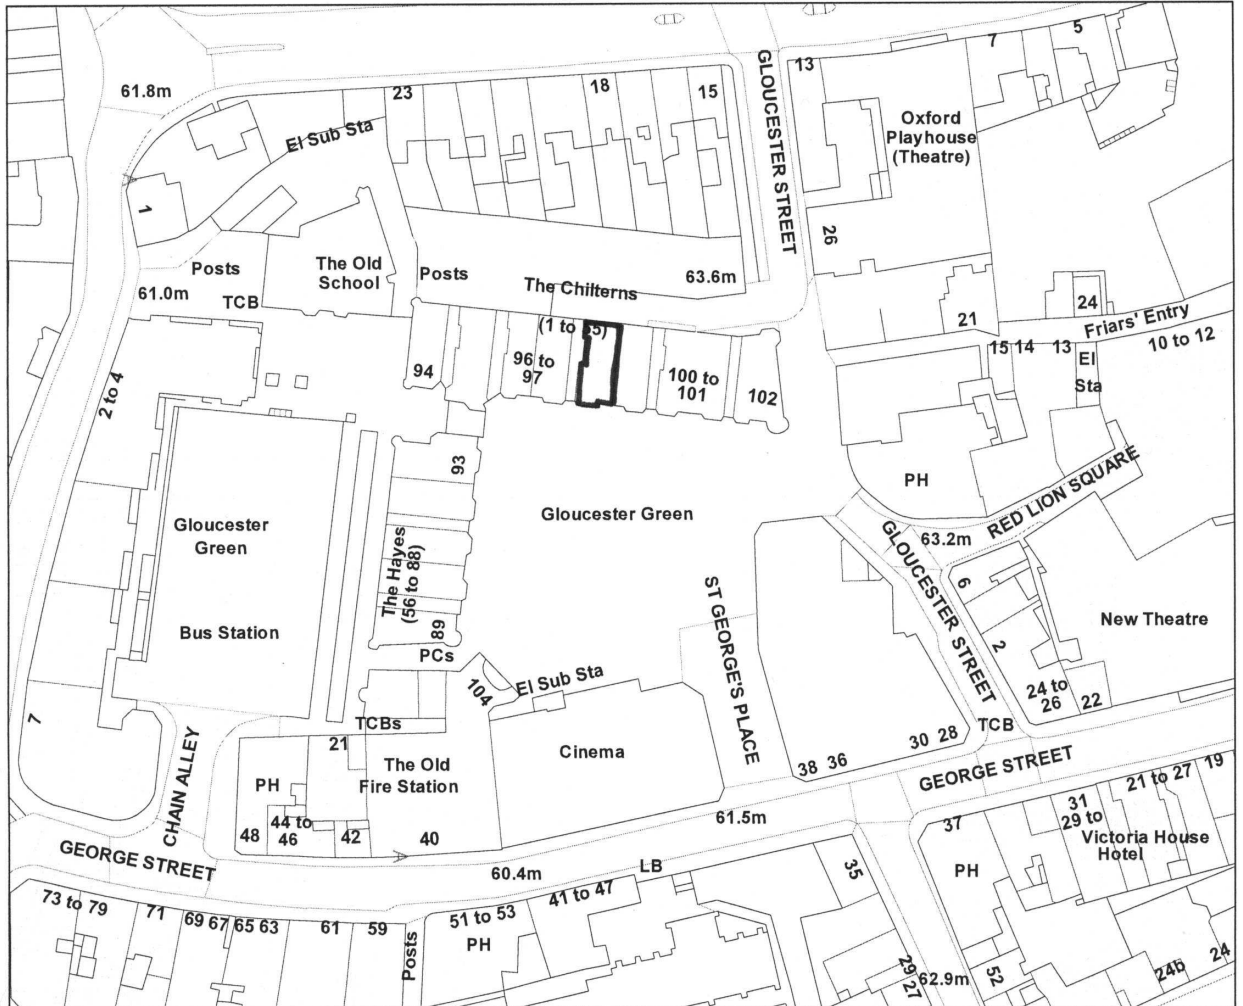 7
5
GLOUCESTER STREET
13
61.8m
23
18
15
Oxford
Playhouse
(Theatre)
El Sub Sta
1
26
Posts
The Old
School
Posts
63.6m
61.0m
TCB
The Chilterns
(1 to 55)
24
Friars' Entry
21
10 to 12
15
14
13
El
Sta
94
96 to
97
100 to
101
102
2 to 4
93
PH
RED LION SQUARE
Gloucester
Green
Gloucester Green
63.2m
GLOUCESTER STREET
The Hayes
(56 to 88)
6
ST GEORGE'S PLACE
Bus Station
89
2
New Theatre
PCs
104
El Sub Sta
24 to
26
22
7
TCBs
TCB
21
Cinema
30
28
38
36
GEORGE STREET
CHAIN ALLEY
PH
The Old
Fire Station
21 to 27
19
31
29 to
Victoria House
Hotel
37
61.5m
48
44 to
46
42
40
GEORGE STREET
60.4m
LB
35
PH
73 to 79
71
69
67
65
63
61
59
Posts
51 to 53
PH
41 to 47
29
27
62.9m
52
24b
24